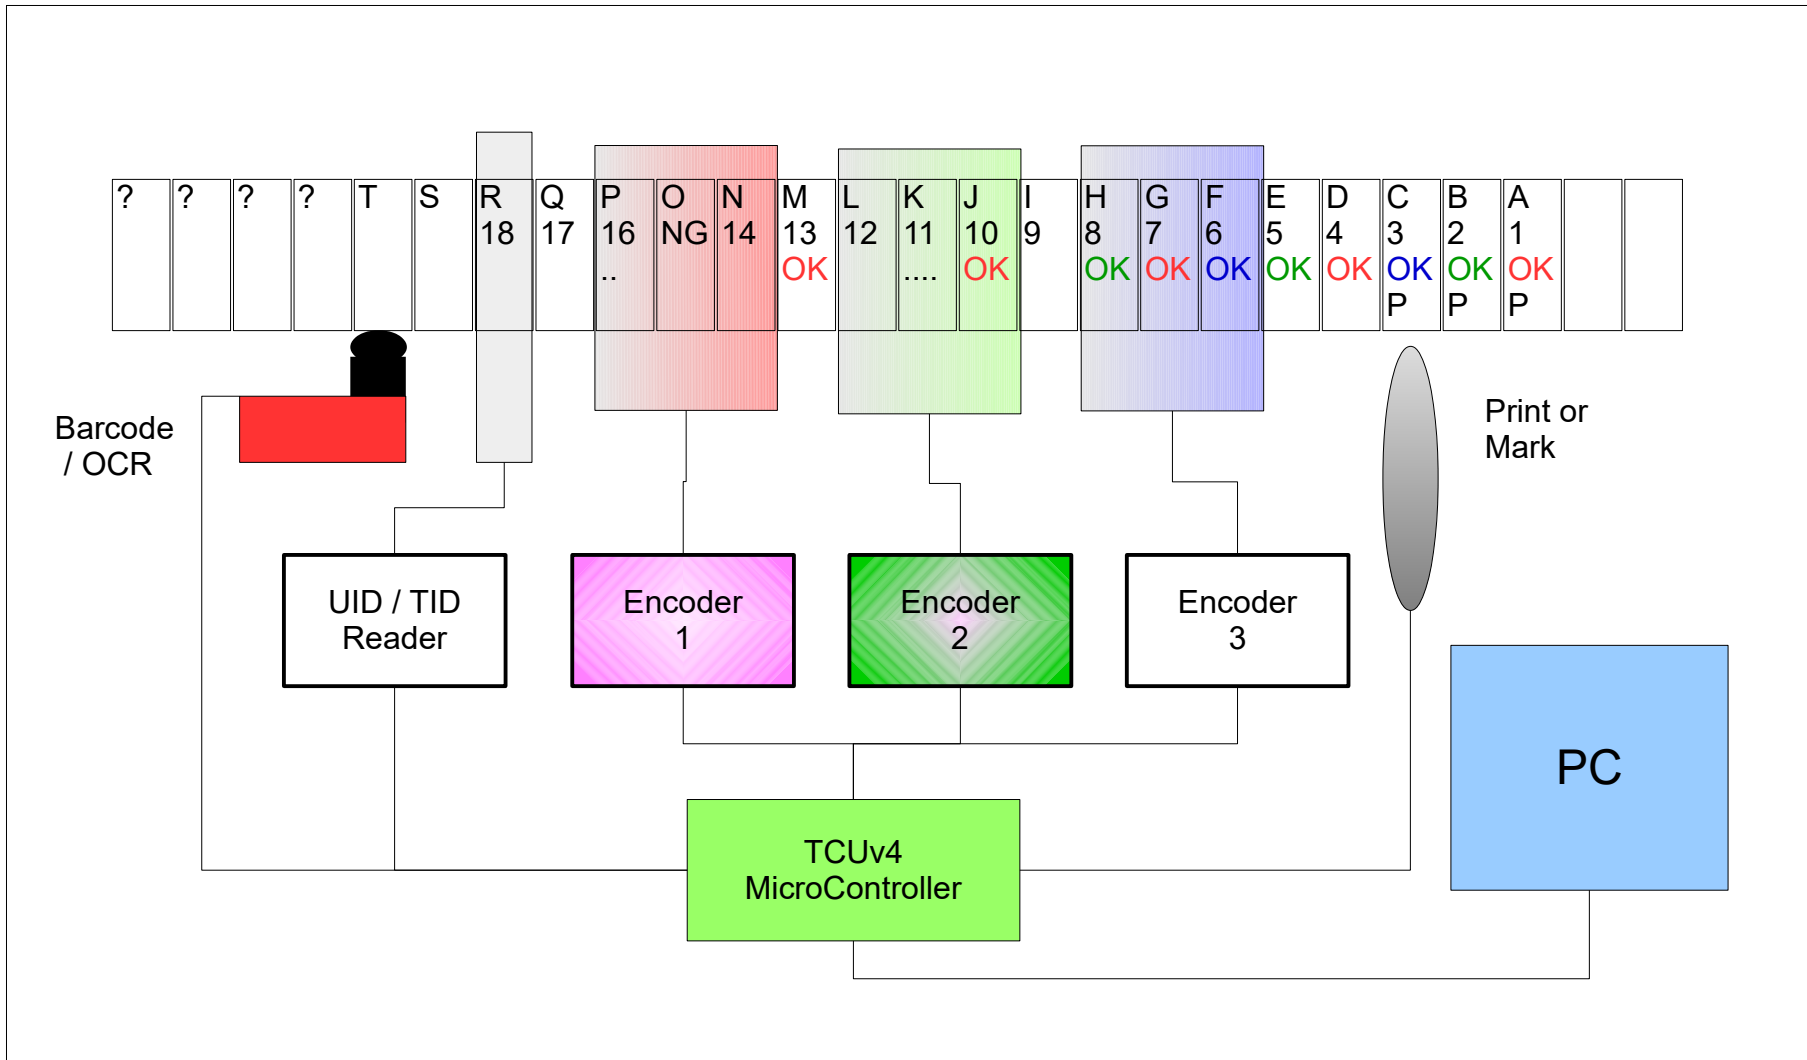 ? ? ? ? T S R Q P O N M L K J I H G F E D C B A
18 17 16 NG 14 13 12 11 10 9 8 7 6 5 4 3 2 1
.. OK .... OK OK OK OK OK OK OK OK OK
P P P
Barcode
/ OCR
Print or
Mark
UID / TID
Reader
Encoder
1
Encoder
2
Encoder
3
PC
TCUv4
MicroController